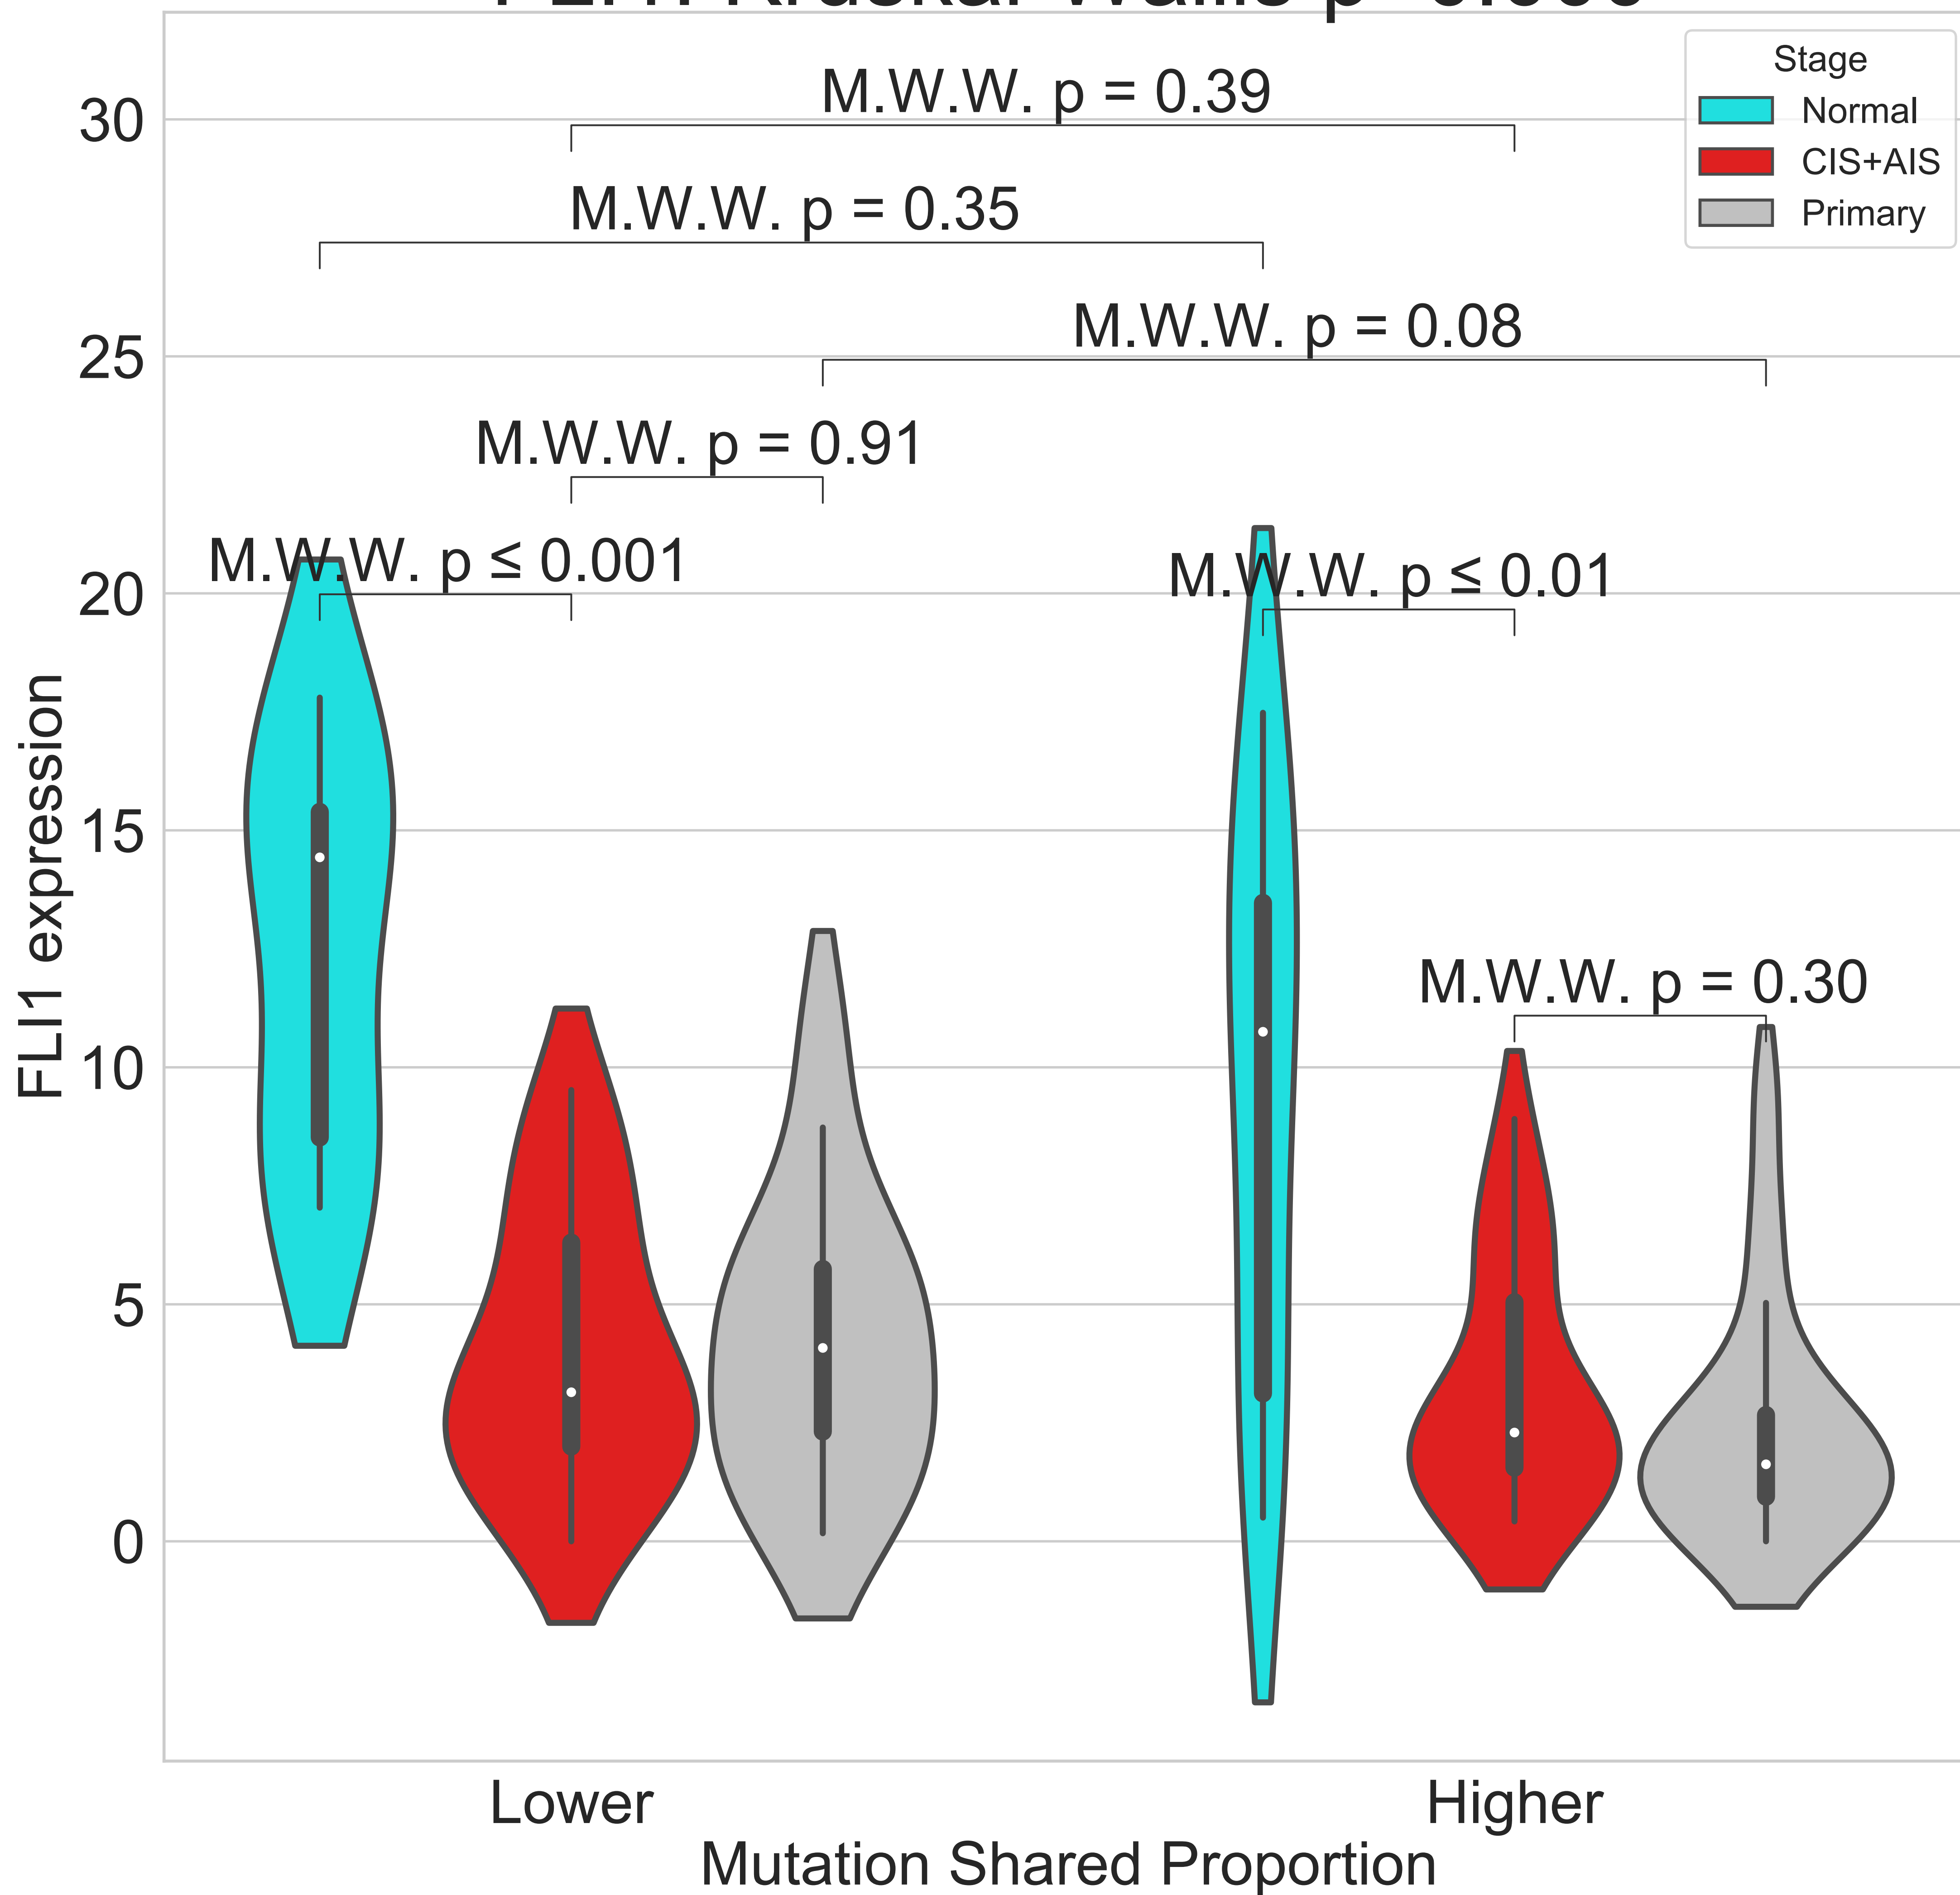 Stage
Normal
CIS+AIS
Primary
M.W.W. p = 0.39
M.W.W. p = 0.35
M.W.W. p = 0.08
M.W.W. p = 0.91
M.W.W. p ≤ 0.001
M.W.W. p ≤ 0.01
M.W.W. p = 0.30
30
25
20
15
10
5
0
FLI1 expression
Lower
Higher
Mutation Shared Proportion